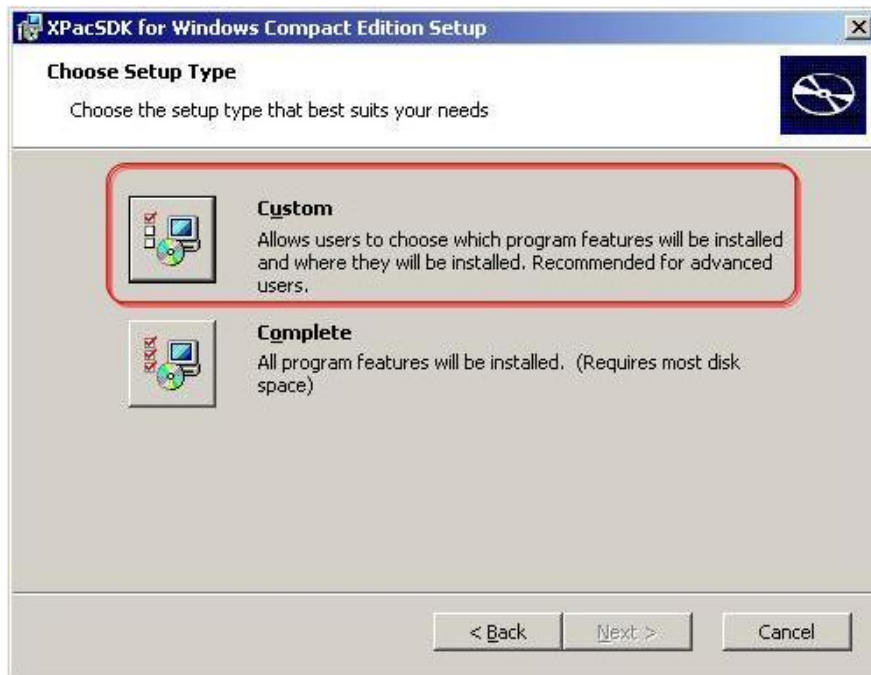 XPacSDK for Windows Compact Edition Setup
Choose Setup Type
Choose the setup type that best suits your needs
Custom
Allows users to choose which program features will be installed
and where they will be installed. Recommended for advanced
users.
Complete
All program features will be installed. (Requires most disk
space)
< Back Next > Cancel